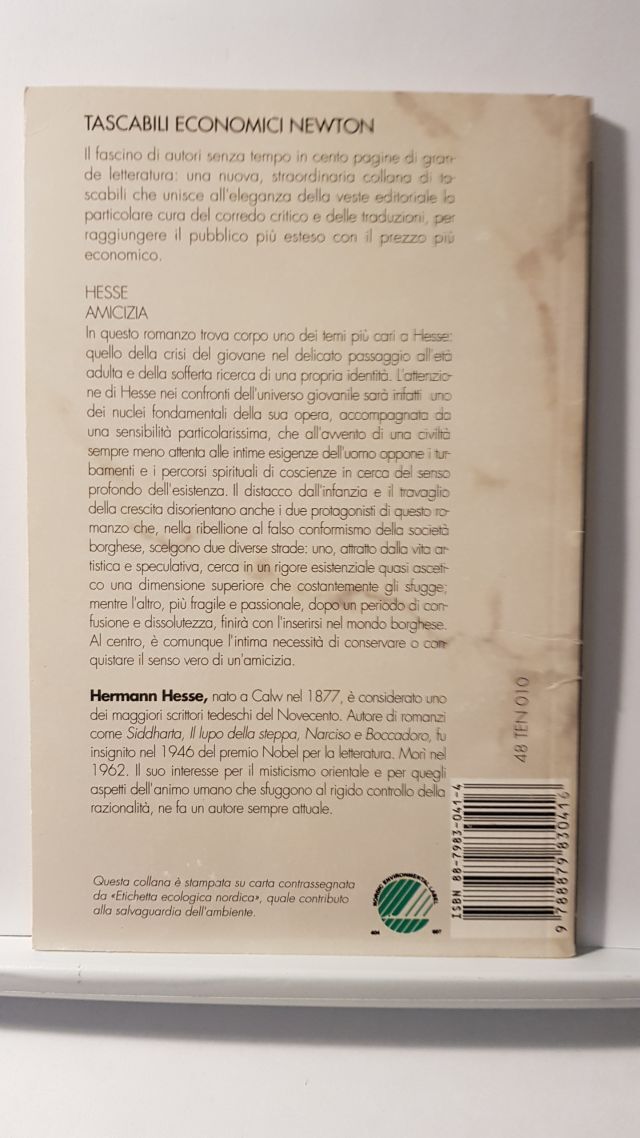 TASCABILI ECONOMICI NEWTON
Il fascino di autori senza tempo in cento pagine di gran-
de letteratura: una nuova, straordinaria collana di ta-
scabili che unisce all'eleganza della veste editoriale la
particolare cura del corredo critico e delle traduzioni, per
raggiungere il pubblico più esteso con il prezzo più
economico.
HESSE
AMICIZIA
In questo romanzo trova corpo uno dei temi più cari a Hesse:
quello della crisi del giovane nel delicato passaggio all'età
adulta e della sofferta ricerca di una propria identità. L'attenzio-
ne di Hesse nei confronti dell'universo giovanile sarà infatti uno
dei nuclei fondamentali della sua opera, accompagnata da
una sensibilità particolarissima, che all'avvento di una civiltà
sempre meno attenta alle intime esigenze dell'uomo oppone i tur-
bamenti e i percorsi spirituali di coscienze in cerca del senso
profondo dell'esistenza. Il distacco dall'infanzia e il travaglio
della crescita disorientano anche i due protagonisti di questo ro-
manzo che, nella ribellione al falso conformismo della società
borghese, scelgono due diverse strade: uno, attratto dalla vita ar-
tistica e speculativa, cerca in un rigore esistenziale quasi asceti-
co una dimensione superiore che costantemente gli sfugge;
mentre l'altro, più fragile e passionale, dopo un periodo di con-
fusione e dissolutezza, finirà con l'inserirsi nel mondo borghese.
Al centro, è comunque l'intima necessità di conservare o con-
quistare il senso vero di un'amicizia.
Hermann Hesse, nato a Calw nel 1877, è considerato uno
dei maggiori scrittori tedeschi del Novecento. Autore di romanzi
come Siddharta, Il lupo della steppa, Narciso e Boccadoro, fu
insignito nel 1946 del premio Nobel per la letteratura. Morì nel
1962. Il suo interesse per il misticismo orientale e per quegli
aspetti dell'animo umano che sfuggono al rigido controllo della
razionalità, ne fa un autore sempre attuale.
Questa collana è stampata su carta contrassegnata
da «Etichetta ecologica nordica», quale contributo
alla salvaguardia dell'ambiente.
NORDIC ENVIRONMENTAL LABEL
404 007
48 TEN 010
ISBN 88-7983-041-4
9 788879 830416